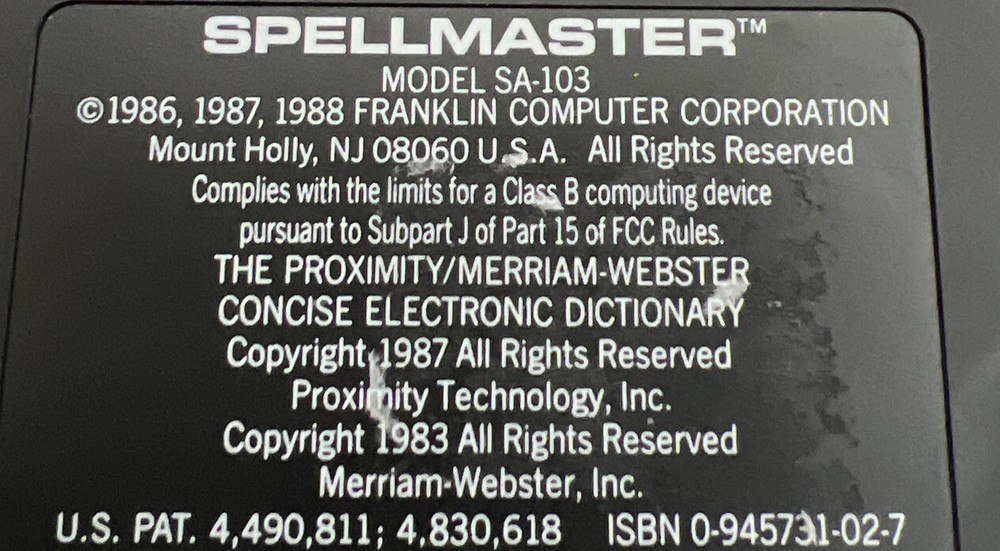 SPELLMASTER™
MODEL SA-103
©1986, 1987, 1988 FRANKLIN COMPUTER CORPORATION
Mount Holly, NJ 08060 U.S.A. All Rights Reserved
Complies with the limits for a Class B computing device
pursuant to Subpart J of Part 15 of FCC Rules.
THE PROXIMITY/MERRIAM-WEBSTER
CONCISE ELECTRONIC DICTIONARY
Copyright 1987 All Rights Reserved
Proximity Technology, Inc.
Copyright 1983 All Rights Reserved
Merriam-Webster, Inc.
U.S. PAT. 4,490,811; 4,830,618 ISBN 0-945731-02-7